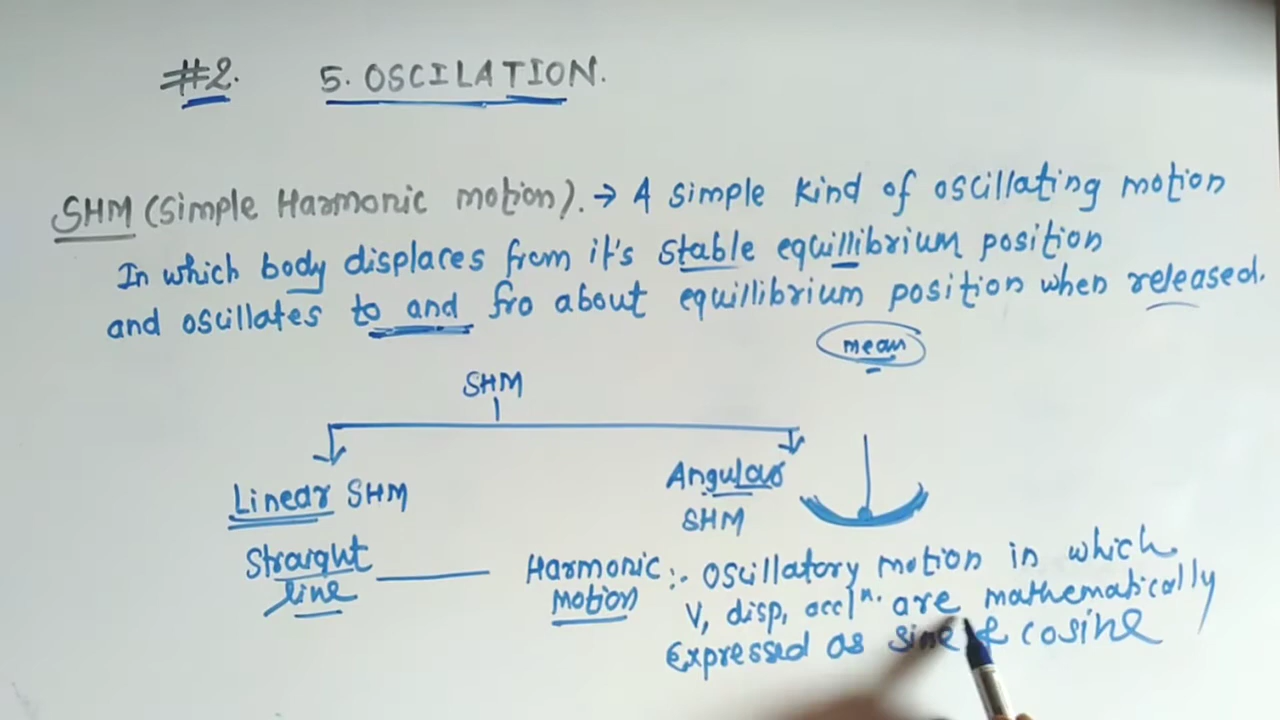 #2. 5. OSCILATION.
SHM (Simple Harmonic motion). → A simple kind of oscillating motion
In which body displaces from it's stable equillibrium position
and oscillates to and fro about equillibrium position when released.
mean
SHM
Linear SHM
Straight
line
Angular
SHM
Harmonic
Motion
:- Oscillatory motion in which
V, disp, accl^n. are mathematically
Expressed as sine & cosine